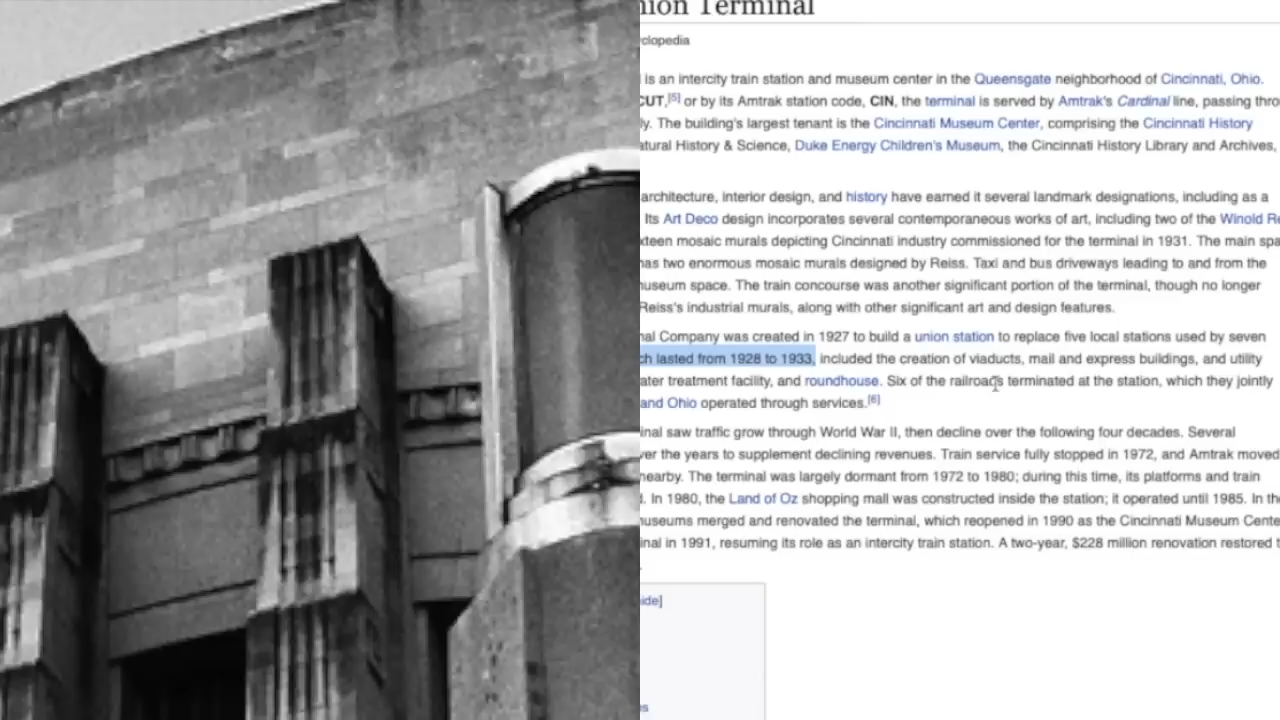 nion Terminal
clopedia
l is an intercity train station and museum center in the Queensgate neighborhood of Cincinnati, Ohio.
CUT,[5] or by its Amtrak station code, CIN, the terminal is served by Amtrak's Cardinal line, passing thro
ly. The building's largest tenant is the Cincinnati Museum Center, comprising the Cincinnati History
atural History & Science, Duke Energy Children's Museum, the Cincinnati History Library and Archives,
architecture, interior design, and history have earned it several landmark designations, including as a
Its Art Deco design incorporates several contemporaneous works of art, including two of the Winold Re
xteen mosaic murals depicting Cincinnati industry commissioned for the terminal in 1931. The main spa
has two enormous mosaic murals designed by Reiss. Taxi and bus driveways leading to and from the
nuseum space. The train concourse was another significant portion of the terminal, though no longer
Reiss's industrial murals, along with other significant art and design features.
nal Company was created in 1927 to build a union station to replace five local stations used by seven
ch lasted from 1928 to 1933, included the creation of viaducts, mail and express buildings, and utility
ater treatment facility, and roundhouse. Six of the railroads terminated at the station, which they jointly
and Ohio operated through services.[6]
inal saw traffic grow through World War II, then decline over the following four decades. Several
ver the years to supplement declining revenues. Train service fully stopped in 1972, and Amtrak moved
nearby. The terminal was largely dormant from 1972 to 1980; during this time, its platforms and train
d. In 1980, the Land of Oz shopping mall was constructed inside the station; it operated until 1985. In the
nuseums merged and renovated the terminal, which reopened in 1990 as the Cincinnati Museum Cente
inal in 1991, resuming its role as an intercity train station. A two-year, $228 million renovation restored t
ide]
s